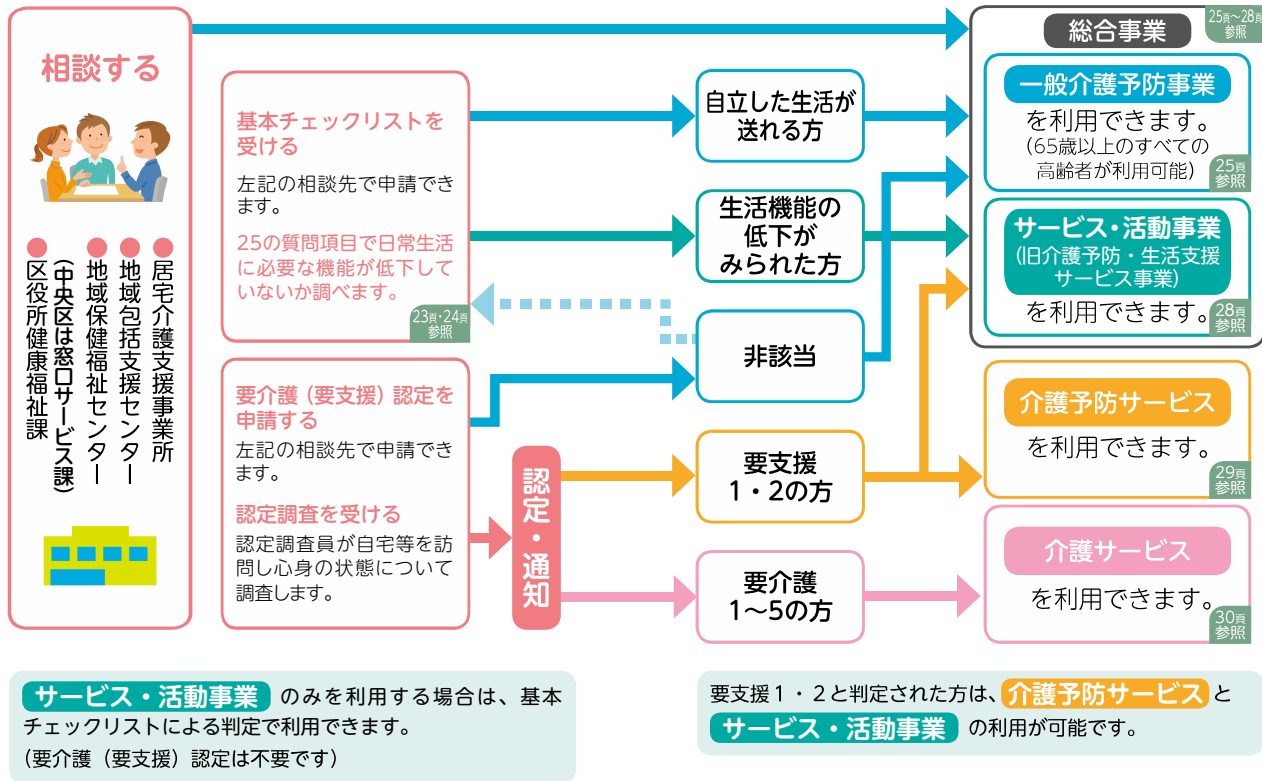 相談する
居宅介護支援事業所
地域包括支援センター
地域保健福祉センター
(中央区は窓口サービス課)
区役所健康福祉課
基本チェックリストを
受ける
左記の相談先で申請でき
ます。
25の質問項目で日常生活
に必要な機能が低下して
いないか調べます。
23頁・24頁
参照
要介護(要支援)認定を
申請する
左記の相談先で申請でき
ます。
認定調査を受ける
認定調査員が自宅等を訪
問し心身の状態について
調査します。
認定・通知
自立した生活が
送れる方
生活機能の
低下が
みられた方
非該当
要支援
1・2の方
要介護
1〜5の方
総合事業
25頁〜28頁
参照
一般介護予防事業
を利用できます。
(65歳以上のすべての
高齢者が利用可能)
25頁
参照
サービス・活動事業
(旧介護予防・生活支援
サービス事業)
を利用できます。
28頁
参照
介護予防サービス
を利用できます。
29頁
参照
介護サービス
を利用できます。
30頁
参照
サービス・活動事業 のみを利用する場合は、基本
チェックリストによる判定で利用できます。
(要介護(要支援)認定は不要です)
要支援1・2と判定された方は、介護予防サービスと
サービス・活動事業 の利用が可能です。